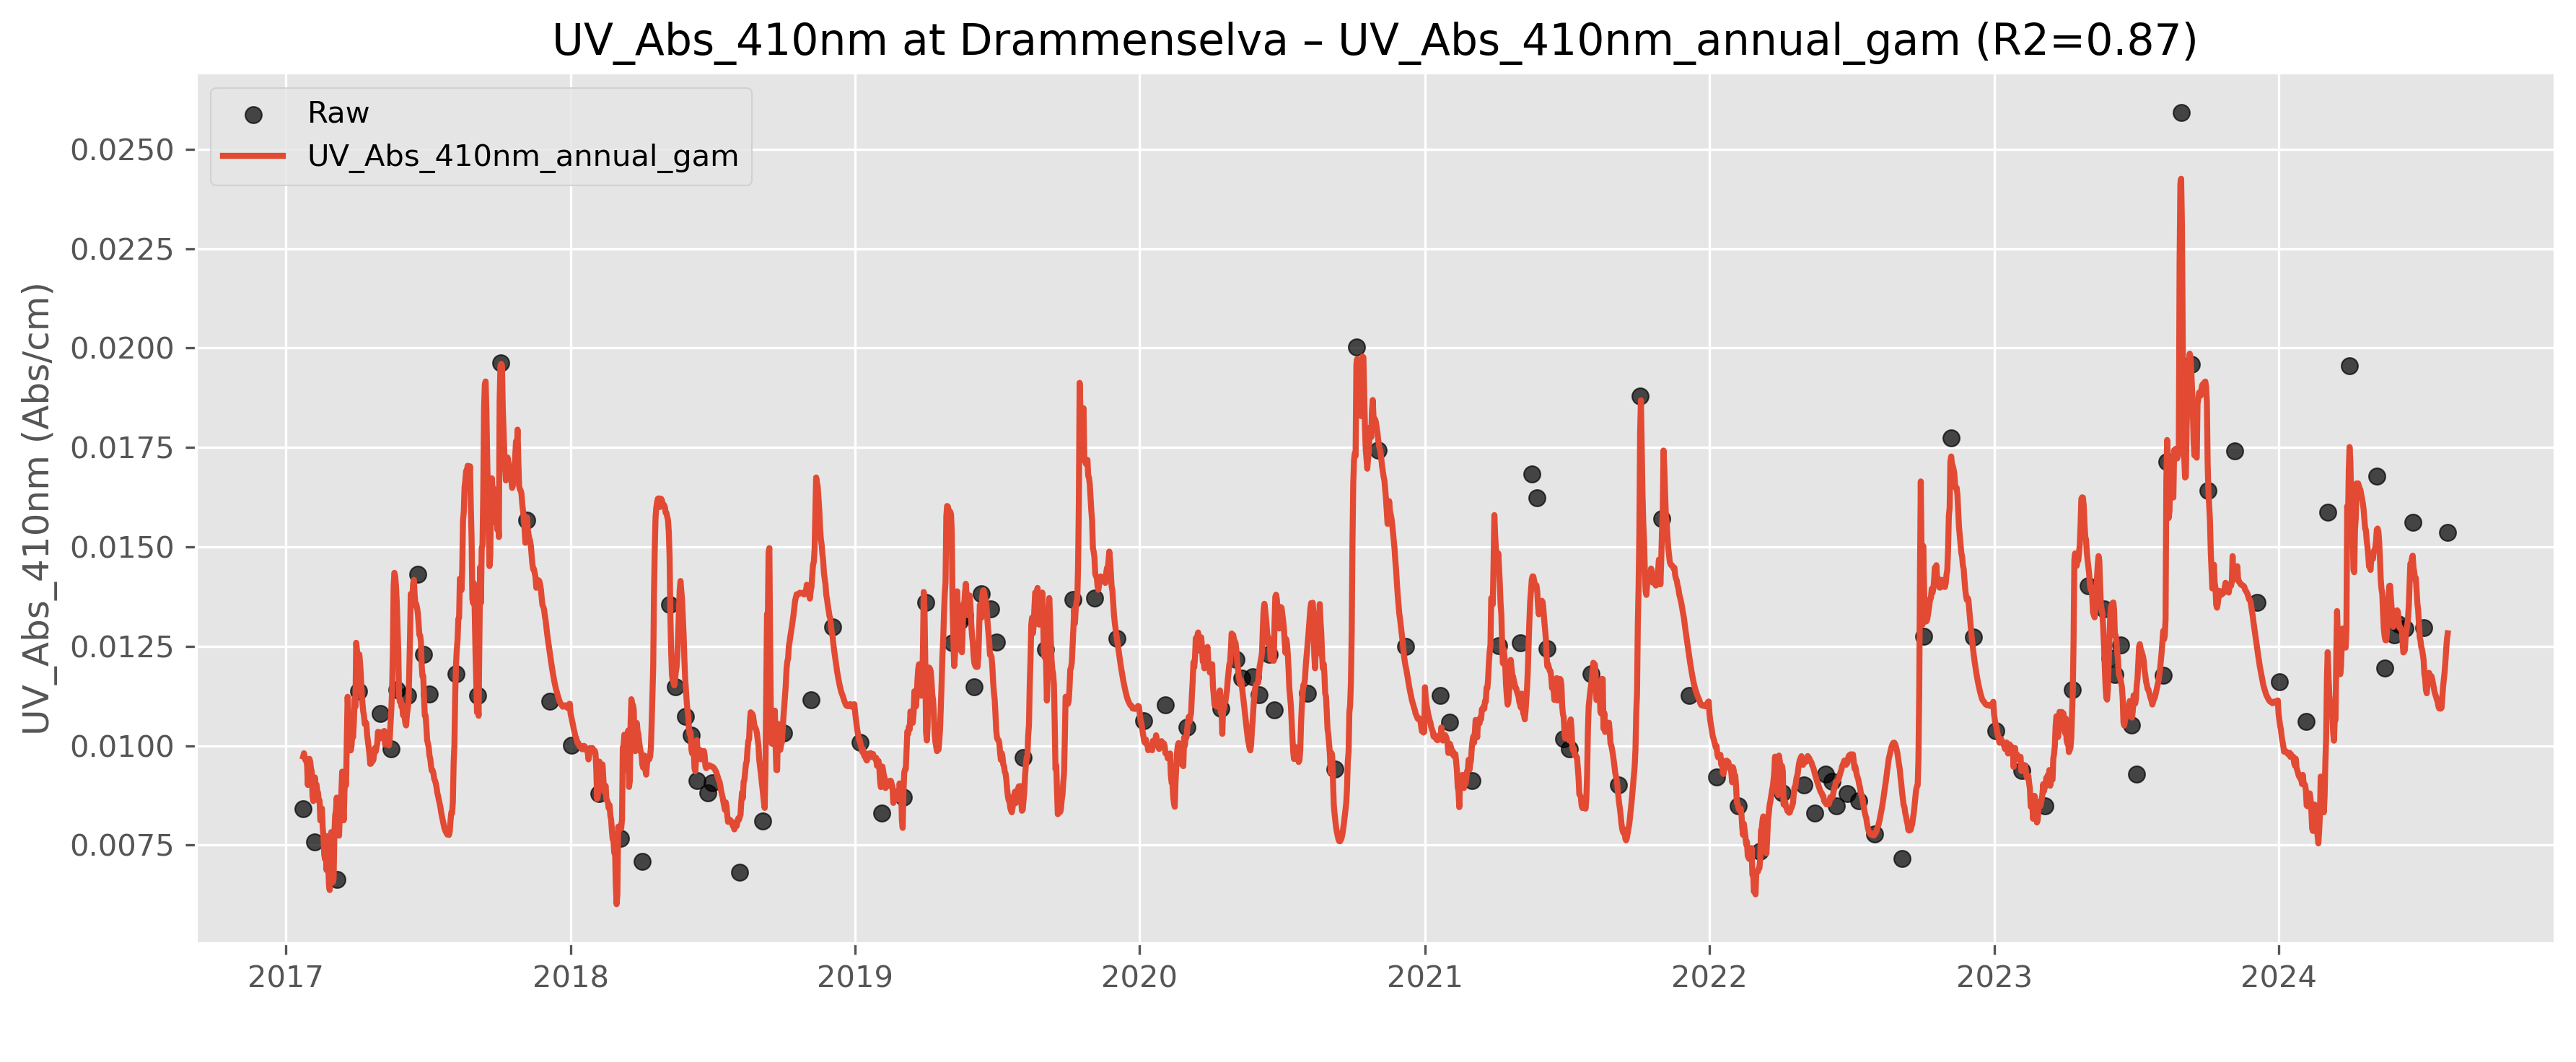 UV_Abs_410nm at Drammenselva – UV_Abs_410nm_annual_gam (R2=0.87)
Raw
UV_Abs_410nm_annual_gam
UV_Abs_410nm (Abs/cm)
0.0250
0.0225
0.0200
0.0175
0.0150
0.0125
0.0100
0.0075
2017 2018 2019 2020 2021 2022 2023 2024